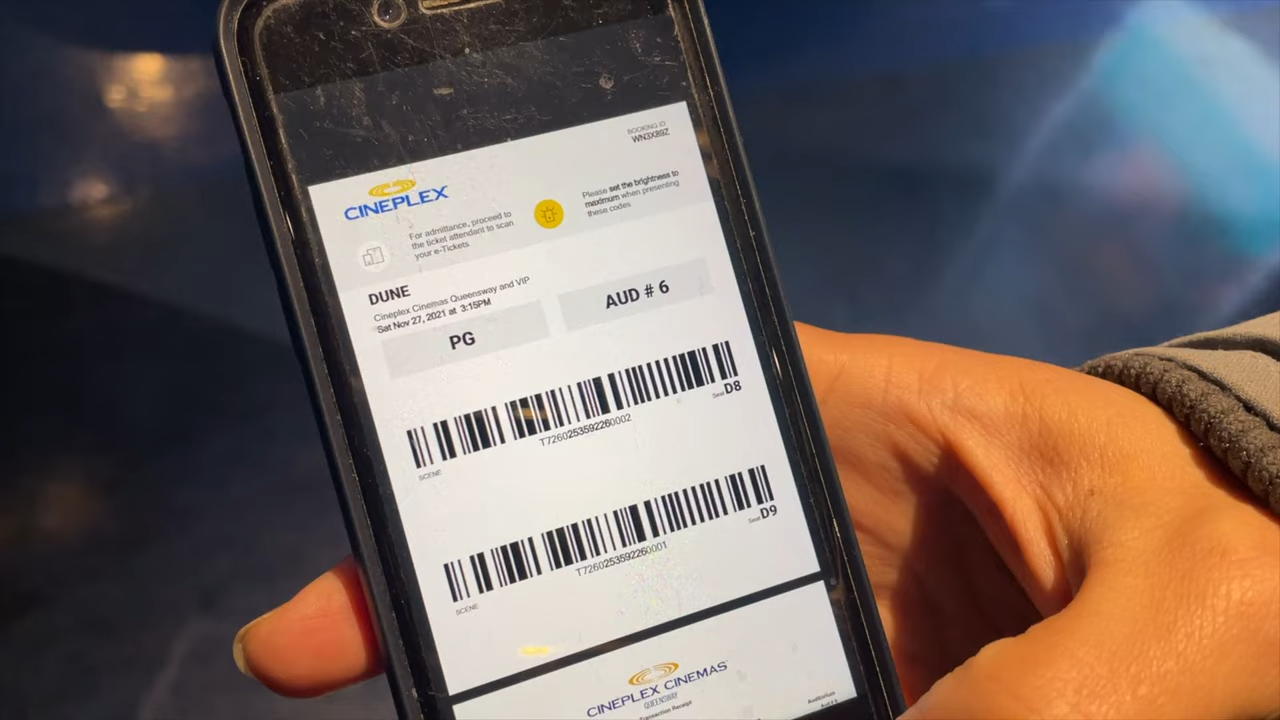 BOOKING ID
WN3X89Z
CINEPLEX
For admittance, proceed to
the ticket attendant to scan
your e-Tickets.
Please set the brightness to
maximum when presenting
these codes.
DUNE
Cineplex Cinemas Queensway and VIP
Sat Nov 27, 2021 at 3:15PM
PG
AUD # 6
T7260253592260002
Seat D8
SCENE
T7260253592260001
Seat D9
SCENE
CINEPLEX CINEMAS
QUEENSWAY
Transaction Receipt
Auditorium